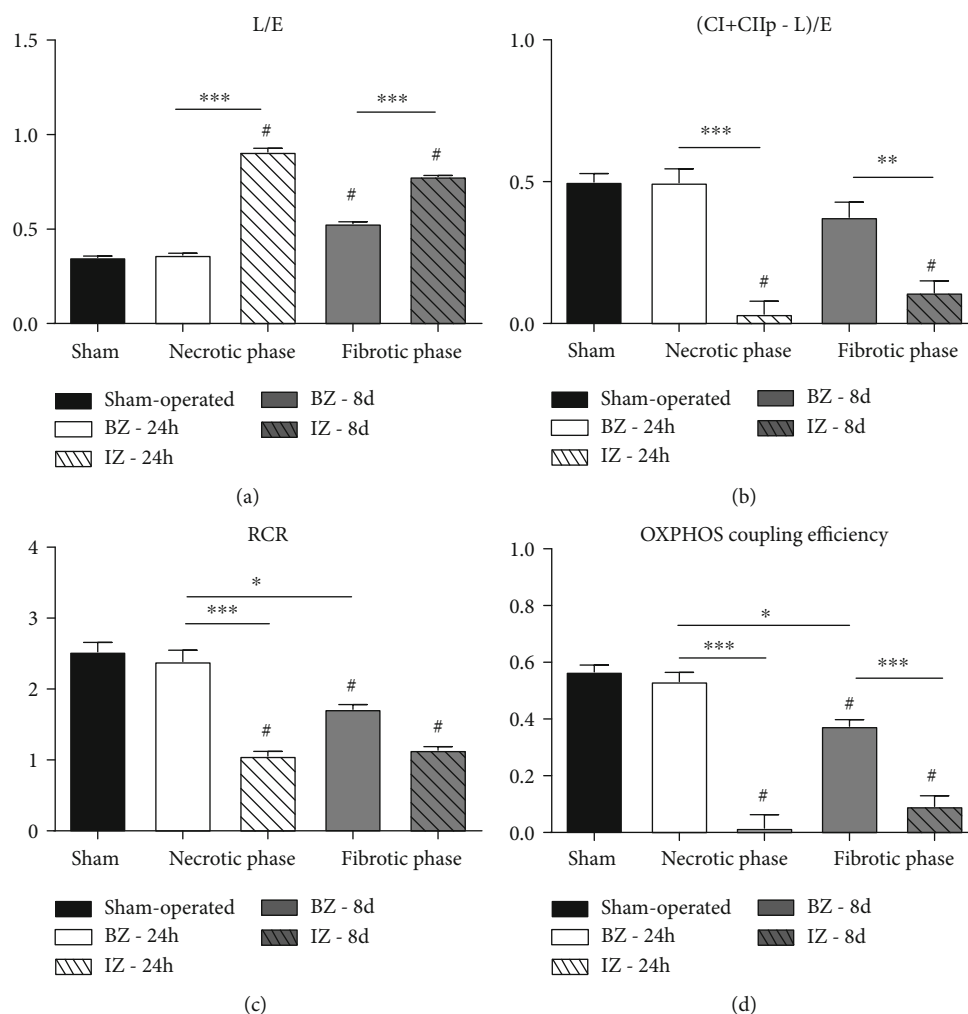 L/E
1.5
***
***
#
#
1.0
#
0.5
0.0
Sham Necrotic phase Fibrotic phase
Sham-operated BZ - 8d
BZ - 24h IZ - 8d
IZ - 24h
(a)
(CI+CIIp - L)/E
1.0
***
**
0.5
#
#
0.0
Sham Necrotic phase Fibrotic phase
Sham-operated BZ - 8d
BZ - 24h IZ - 8d
IZ - 24h
(b)
RCR
4
*
3
***
2
#
#
#
1
0
Sham Necrotic phase Fibrotic phase
Sham-operated BZ - 8d
BZ - 24h IZ - 8d
IZ - 24h
(c)
OXPHOS coupling efficiency
1.0
0.8
*
***
***
0.6
#
0.4
#
0.2
#
0.0
Sham Necrotic phase Fibrotic phase
Sham-operated BZ - 8d
BZ - 24h IZ - 8d
IZ - 24h
(d)